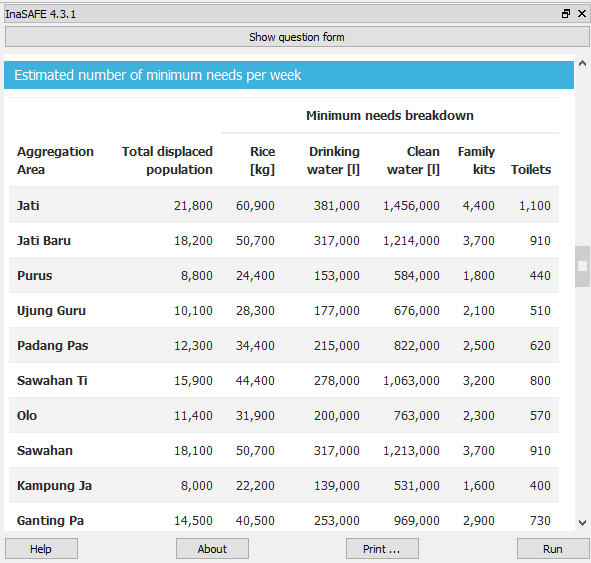 InaSAFE 4.3.1
Show question form
Estimated number of minimum needs per week
Minimum needs breakdown
Aggregation Area Total displaced population Rice [kg] Drinking water [l] Clean water [l] Family kits Toilets
Jati 21,800 60,900 381,000 1,456,000 4,400 1,100
Jati Baru 18,200 50,700 317,000 1,214,000 3,700 910
Purus 8,800 24,400 153,000 584,000 1,800 440
Ujung Guru 10,100 28,300 177,000 676,000 2,100 510
Padang Pas 12,300 34,400 215,000 822,000 2,500 620
Sawahan Ti 15,900 44,400 278,000 1,063,000 3,200 800
Olo 11,400 31,900 200,000 763,000 2,300 570
Sawahan 18,100 50,700 317,000 1,213,000 3,700 910
Kampung Ja 8,000 22,200 139,000 531,000 1,600 400
Ganting Pa 14,500 40,500 253,000 969,000 2,900 730
Help About Print ... Run